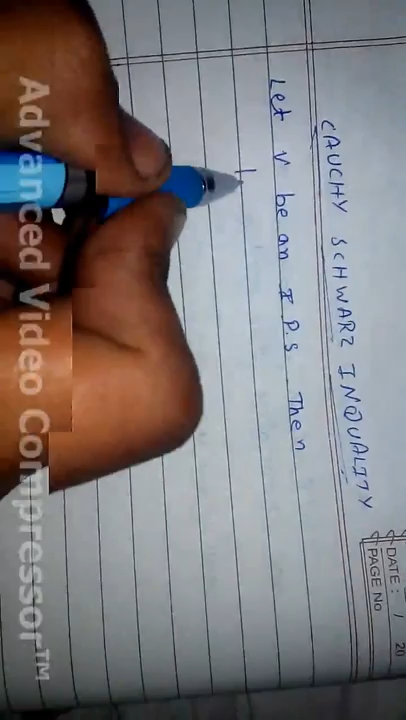 DATE: / 20
PAGE No
CAUCHY SCHWARZ INQUALITY
Let V be an I.P.S. Then
Advanced Video Compressor™